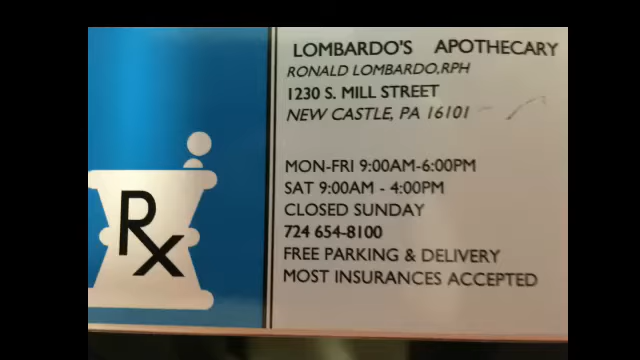 LOMBARDO'S APOTHECARY
RONALD LOMBARDO,RPH
1230 S. MILL STREET
NEW CASTLE, PA 16101
MON-FRI 9:00AM-6:00PM
SAT 9:00AM - 4:00PM
CLOSED SUNDAY
724 654-8100
FREE PARKING & DELIVERY
MOST INSURANCES ACCEPTED
Rx